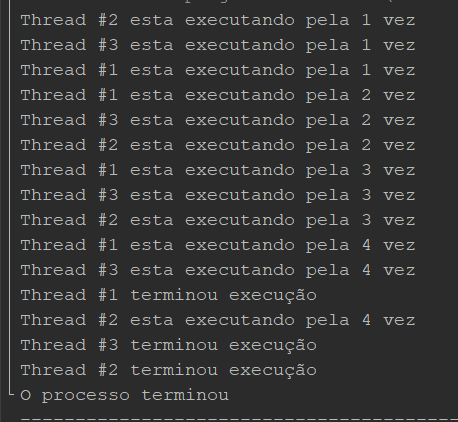 Thread #2 esta executando pela 1 vez
Thread #3 esta executando pela 1 vez
Thread #1 esta executando pela 1 vez
Thread #1 esta executando pela 2 vez
Thread #3 esta executando pela 2 vez
Thread #2 esta executando pela 2 vez
Thread #1 esta executando pela 3 vez
Thread #3 esta executando pela 3 vez
Thread #2 esta executando pela 3 vez
Thread #1 esta executando pela 4 vez
Thread #3 esta executando pela 4 vez
Thread #1 terminou execução
Thread #2 esta executando pela 4 vez
Thread #3 terminou execução
Thread #2 terminou execução
O processo terminou